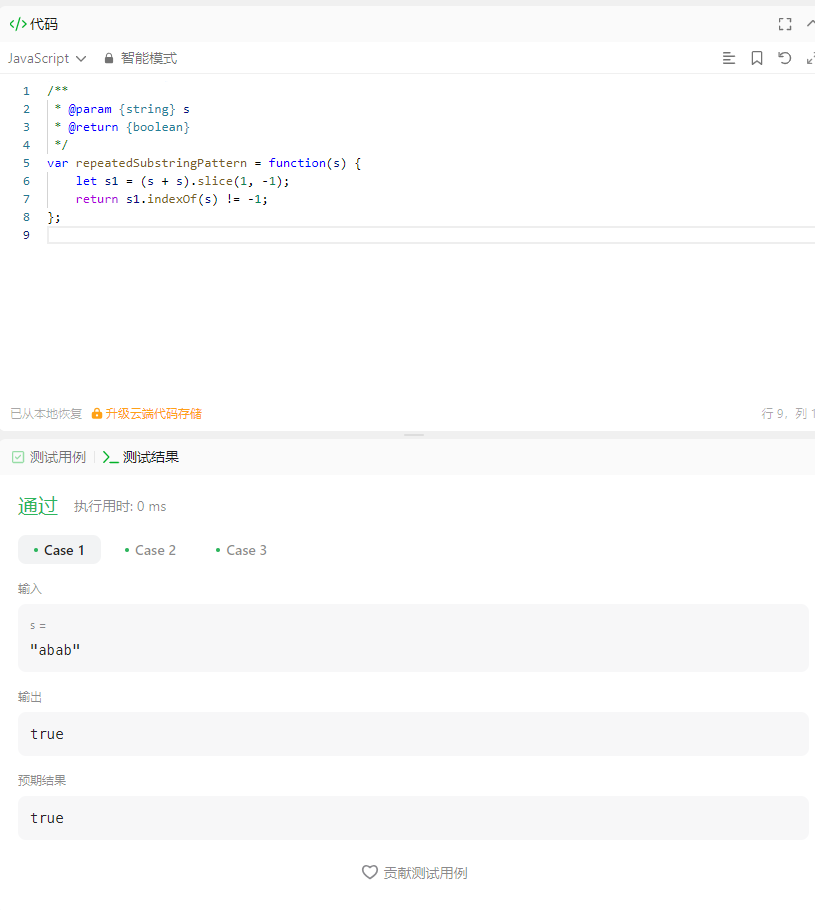 </> 代码
JavaScript 智能模式
1 /**
2 * @param {string} s
3 * @return {boolean}
4 */
5 var repeatedSubstringPattern = function(s) {
6 let s1 = (s + s).slice(1, -1);
7 return s1.indexOf(s) != -1;
8 };
9
已从本地恢复 升级云端代码存储 行 9, 列 1
测试用例 >_ 测试结果
通过 执行用时: 0 ms
• Case 1 • Case 2 • Case 3
输入
s =
"abab"
输出
true
预期结果
true
贡献测试用例